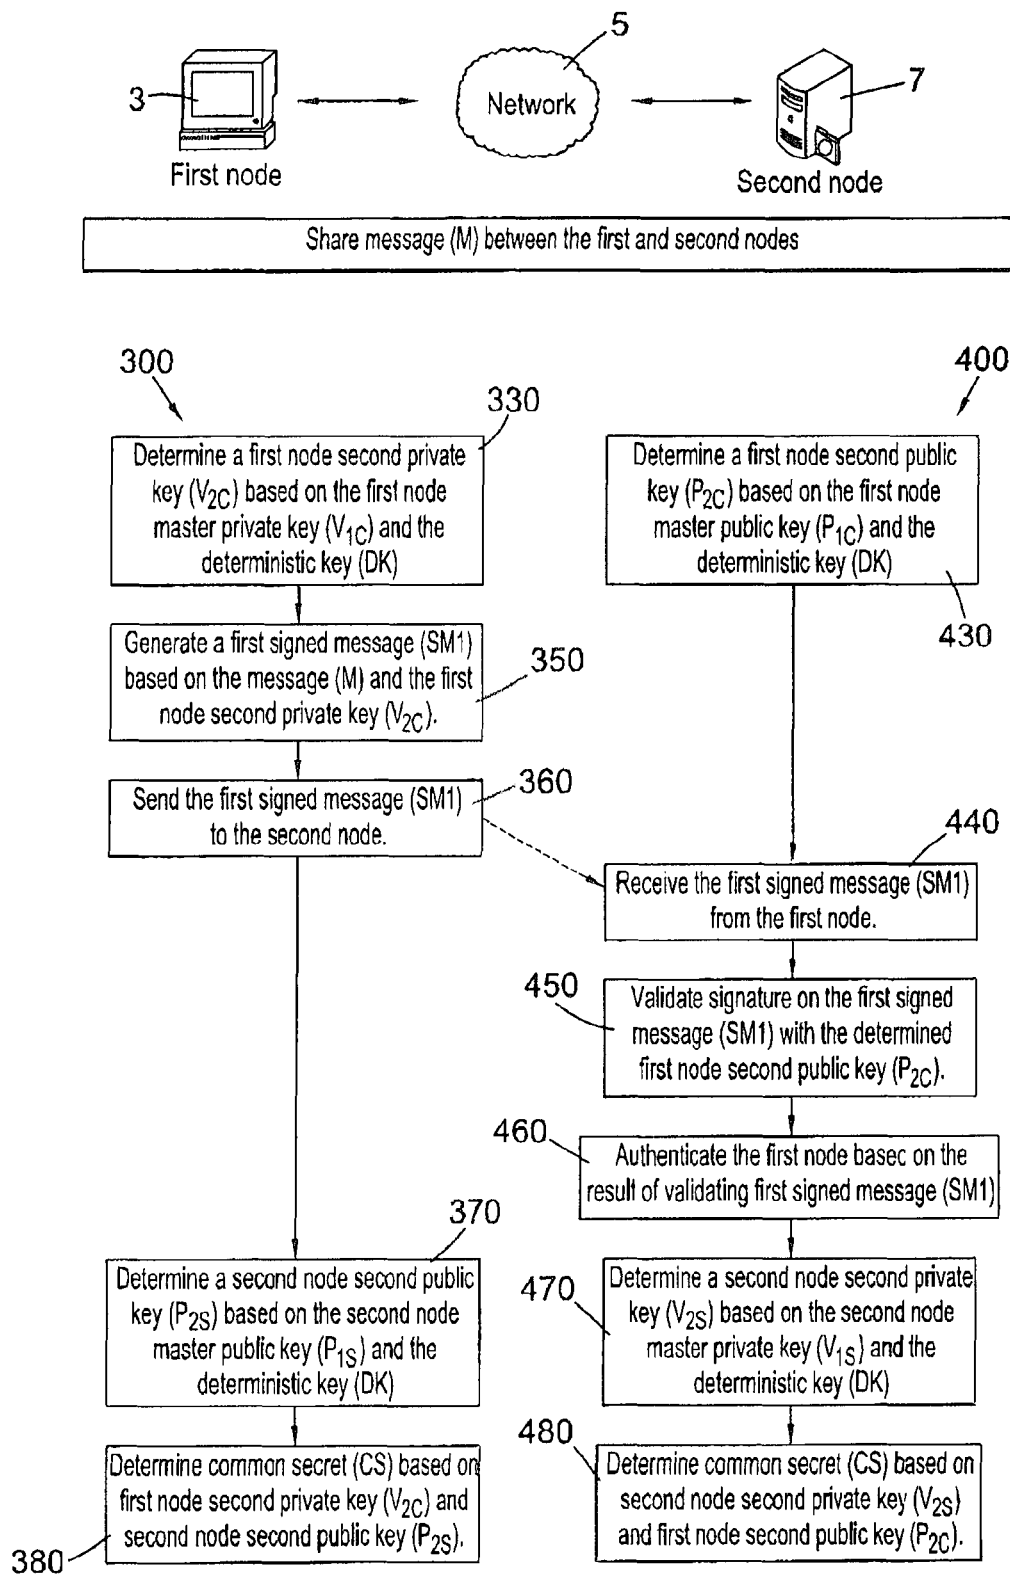 5
3
Network
7
First node
Second node
Share message (M) between the first and second nodes
300
400
330
Determine a first node second private
key (V2C) based on the first node
master private key (V1C) and the
deterministic key (DK)
Determine a first node second public
key (P2C) based on the first node
master public key (P1C) and the
deterministic key (DK)
430
Generate a first signed message (SM1)
based on the message (M) and the first
node second private key (V2C).
350
Send the first signed message (SM1)
to the second node.
360
440
Receive the first signed message (SM1)
from the first node.
450
Validate signature on the first signed
message (SM1) with the determined
first node second public key (P2C).
460
Authenticate the first node based on the
result of validating first signed message (SM1)
370
Determine a second node second public
key (P2S) based on the second node
master public key (P1S) and the
deterministic key (DK)
470
Determine a second node second private
key (V2S) based on the second node
master private key (V1S) and the
deterministic key (DK)
380
Determine common secret (CS) based on
first node second private key (V2C) and
second node second public key (P2S).
480
Determine common secret (CS) based on
second node second private key (V2S)
and first node second public key (P2C).